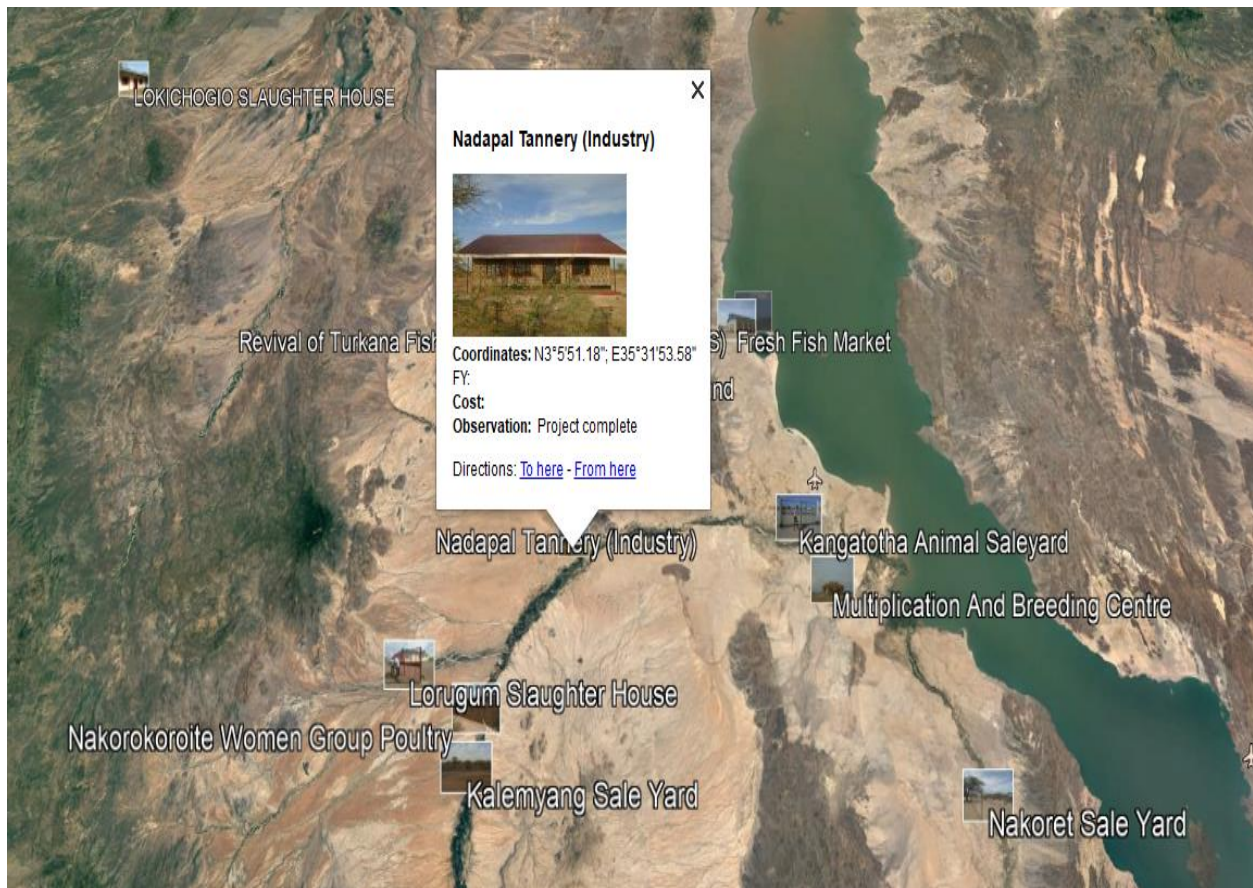 LOKICHOGIO SLAUGHTER HOUSE
X
Nadapal Tannery (Industry)
Coordinates: N3°5'51.18"; E35°31'53.58"
FY:
Cost:
Observation: Project complete
Directions: To here - From here
Revival of Turkana Fish
S) Fresh Fish Market
nd
Nadapal Tannery (Industry)
Kangatotha Animal Saleyard
Multiplication And Breeding Centre
Lorugum Slaughter House
Nakorokoroite Women Group Poultry
Kalemyang Sale Yard
Nakoret Sale Yard